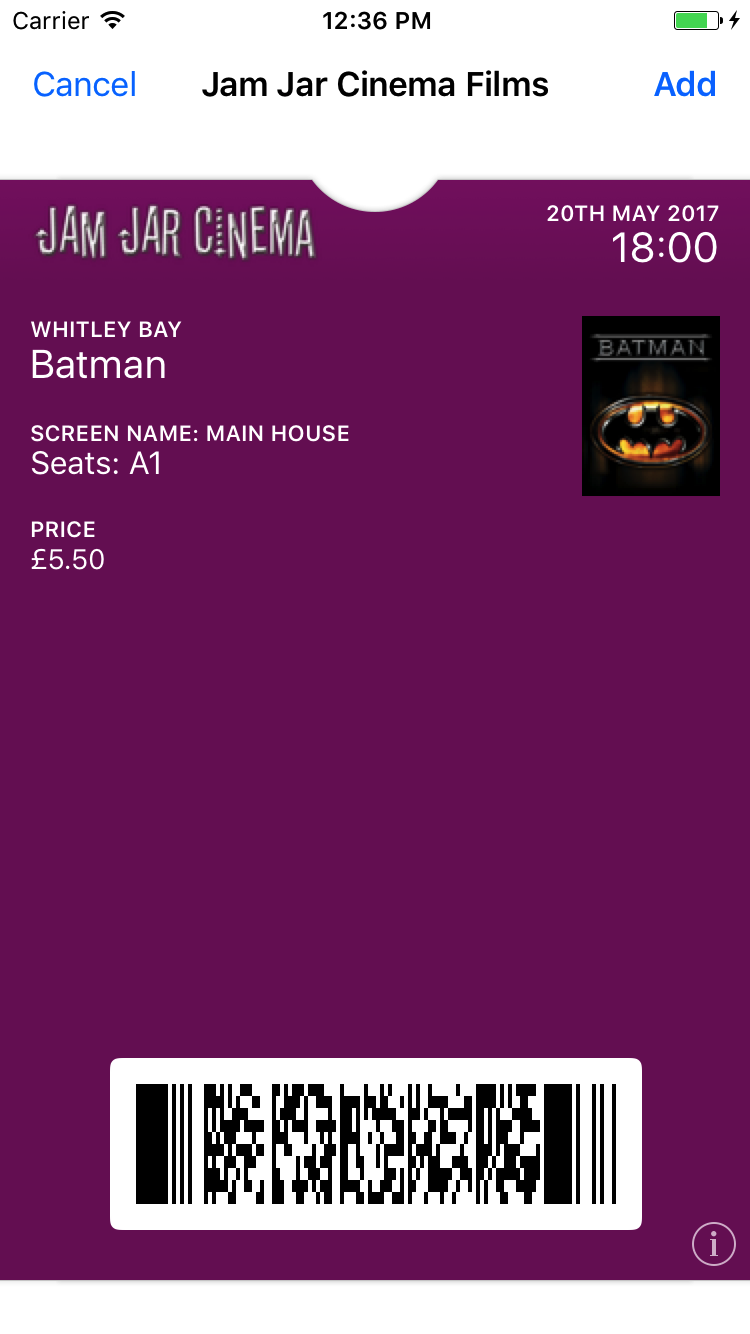 Carrier 12:36 PM
Cancel Jam Jar Cinema Films Add
JAM JAR CINEMA
20TH MAY 2017
18:00
WHITLEY BAY
Batman
BATMAN
SCREEN NAME: MAIN HOUSE
Seats: A1
PRICE
£5.50
i